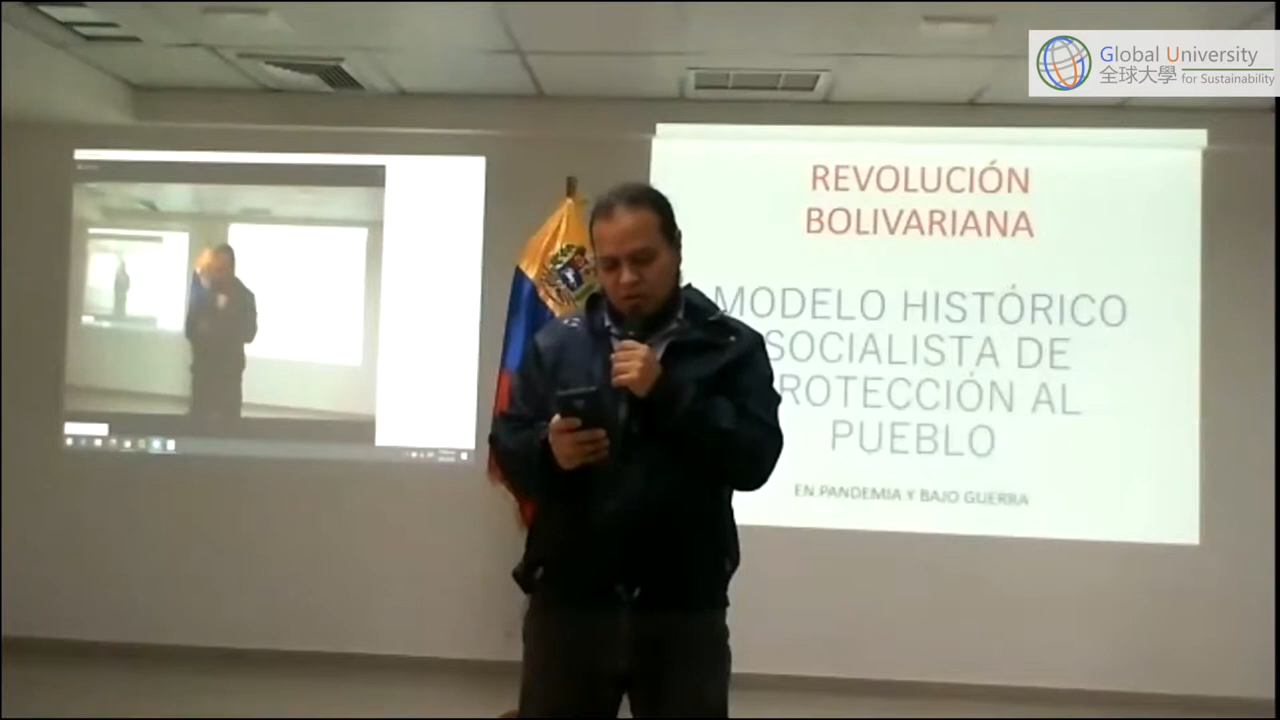 Global University
全球大學 for Sustainability
REVOLUCIÓN
BOLIVARIANA
MODELO HISTÓRICO
SOCIALISTA DE
ROTECCIÓN AL
PUEBLO
EN PANDEMIA Y BAJO GUERRA